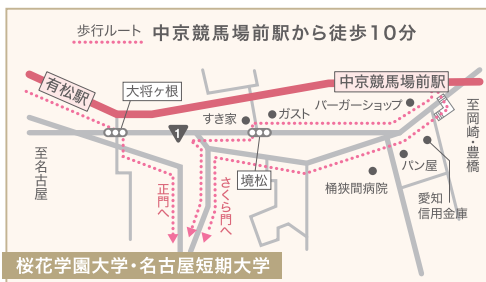 歩行ルート 中京競馬場前駅から徒歩10分
有松駅
大将ヶ根
中京競馬場前駅
すき家
ガスト
バーガーショップ
至岡崎・豊橋
1
至名古屋
境松
パン屋
桶狭間病院
愛知
信用金庫
正門へ
さくら門へ
桜花学園大学・名古屋短期大学